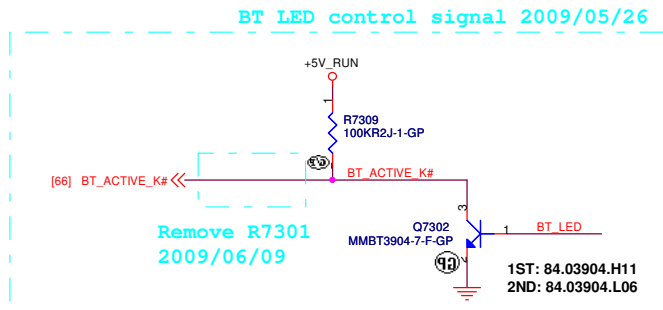 BT LED control signal 2009/05/26
+5V_RUN
1
R7309
100KR2J-1-GP
[66] BT_ACTIVE_K#
BT_ACTIVE_K#
3
Remove R7301
2009/06/09
Q7302
MMBT3904-7-F-GP
1
BT_LED
GP
1ST: 84.03904.H11
2ND: 84.03904.L06